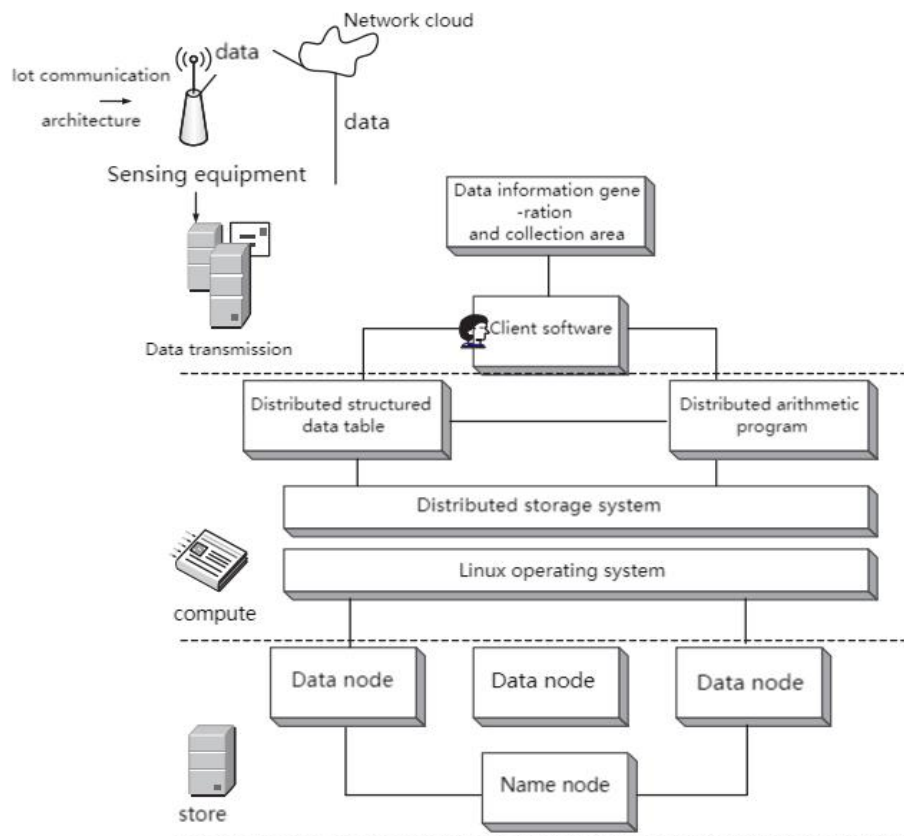 Network cloud
data
Iot communication
architecture
data
Sensing equipment
Data information gene
-ration
and collection area
Client software
Data transmission
Distributed structured
data table
Distributed arithmetic
program
Distributed storage system
Linux operating system
compute
Data node
Data node
Data node
Name node
store